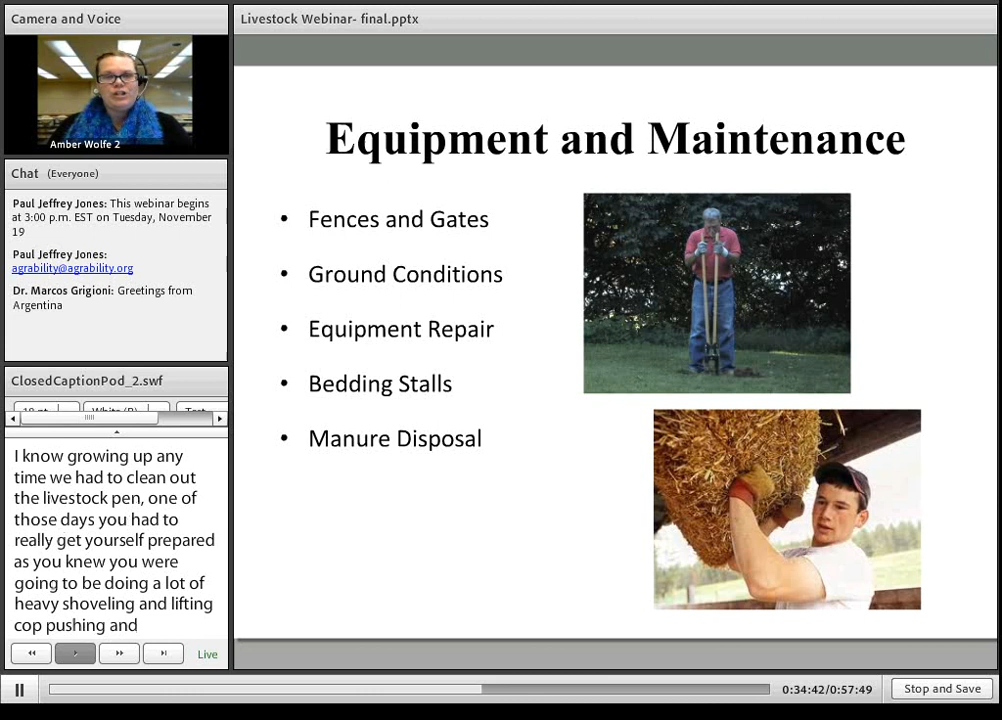 Camera and Voice
Amber Wolfe 2
Chat (Everyone)
Paul Jeffrey Jones: This webinar begins
at 3:00 p.m. EST on Tuesday, November
19
Paul Jeffrey Jones:
agrability@agrability.org
Dr. Marcos Grigioni: Greetings from
Argentina
ClosedCaptionPod_2.swf
I know growing up any
time we had to clean out
the livestock pen, one of
those days you had to
really get yourself prepared
as you knew you were
going to be doing a lot of
heavy shoveling and lifting
cop pushing and
Live
Livestock Webinar- final.pptx
Equipment and Maintenance
• Fences and Gates
• Ground Conditions
• Equipment Repair
• Bedding Stalls
• Manure Disposal
0:34:42/0:57:49
Stop and Save